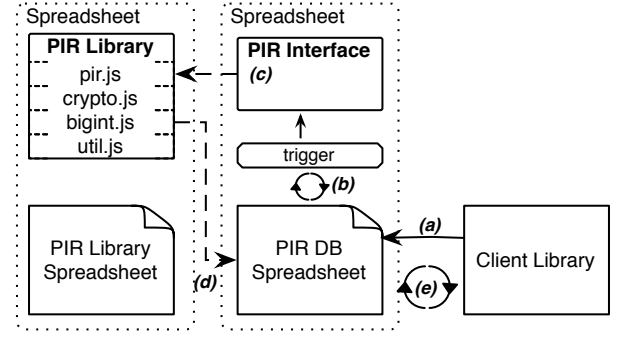 Spreadsheet
PIR Library
pir.js
crypto.js
bigint.js
util.js
PIR Library
Spreadsheet
Spreadsheet
PIR Interface
(c)
trigger
(b)
PIR DB
Spreadsheet
(d)
(a)
(e)
Client Library